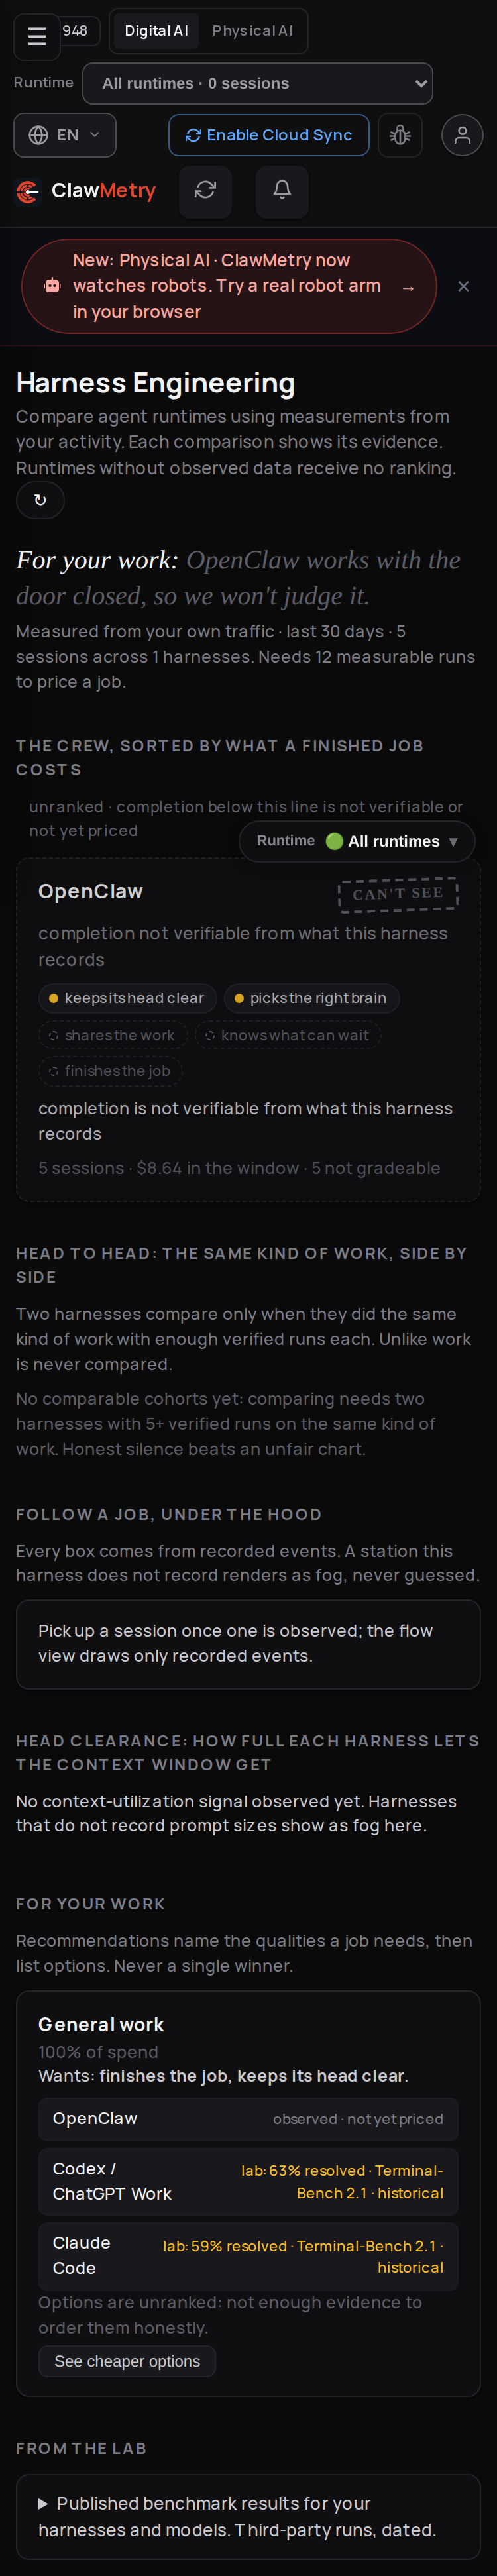 948
Digital AI
Physical AI
Runtime
All runtimes · 0 sessions
EN
Enable Cloud Sync
ClawMetry
New: Physical AI · ClawMetry now
watches robots. Try a real robot arm →
in your browser
×
Harness Engineering
Compare agent runtimes using measurements from
your activity. Each comparison shows its evidence.
Runtimes without observed data receive no ranking.
↻
For your work: OpenClaw works with the
door closed, so we won't judge it.
Measured from your own traffic · last 30 days · 5
sessions across 1 harnesses. Needs 12 measurable runs
to price a job.
THE CREW, SORTED BY WHAT A FINISHED JOB
COSTS
unranked · completion below this line is not verifiable or
not yet priced
Runtime All runtimes ▾
OpenClaw
CAN'T SEE
completion not verifiable from what this harness
records
keeps its head clear
picks the right brain
shares the work
knows what can wait
finishes the job
completion is not verifiable from what this harness
records
5 sessions · $8.64 in the window · 5 not gradeable
HEAD TO HEAD: THE SAME KIND OF WORK, SIDE BY
SIDE
Two harnesses compare only when they did the same
kind of work with enough verified runs each. Unlike work
is never compared.
No comparable cohorts yet: comparing needs two
harnesses with 5+ verified runs on the same kind of
work. Honest silence beats an unfair chart.
FOLLOW A JOB, UNDER THE HOOD
Every box comes from recorded events. A station this
harness does not record renders as fog, never guessed.
Pick up a session once one is observed; the flow
view draws only recorded events.
HEAD CLEARANCE: HOW FULL EACH HARNESS LETS
THE CONTEXT WINDOW GET
No context-utilization signal observed yet. Harnesses
that do not record prompt sizes show as fog here.
FOR YOUR WORK
Recommendations name the qualities a job needs, then
list options. Never a single winner.
General work
100% of spend
Wants: finishes the job, keeps its head clear.
OpenClaw
observed · not yet priced
Codex /
ChatGPT Work
lab: 63% resolved · Terminal-
Bench 2.1 · historical
Claude
Code
lab: 59% resolved · Terminal-Bench 2.1 ·
historical
Options are unranked: not enough evidence to
order them honestly.
See cheaper options
FROM THE LAB
▶ Published benchmark results for your
harnesses and models. Third-party runs, dated.